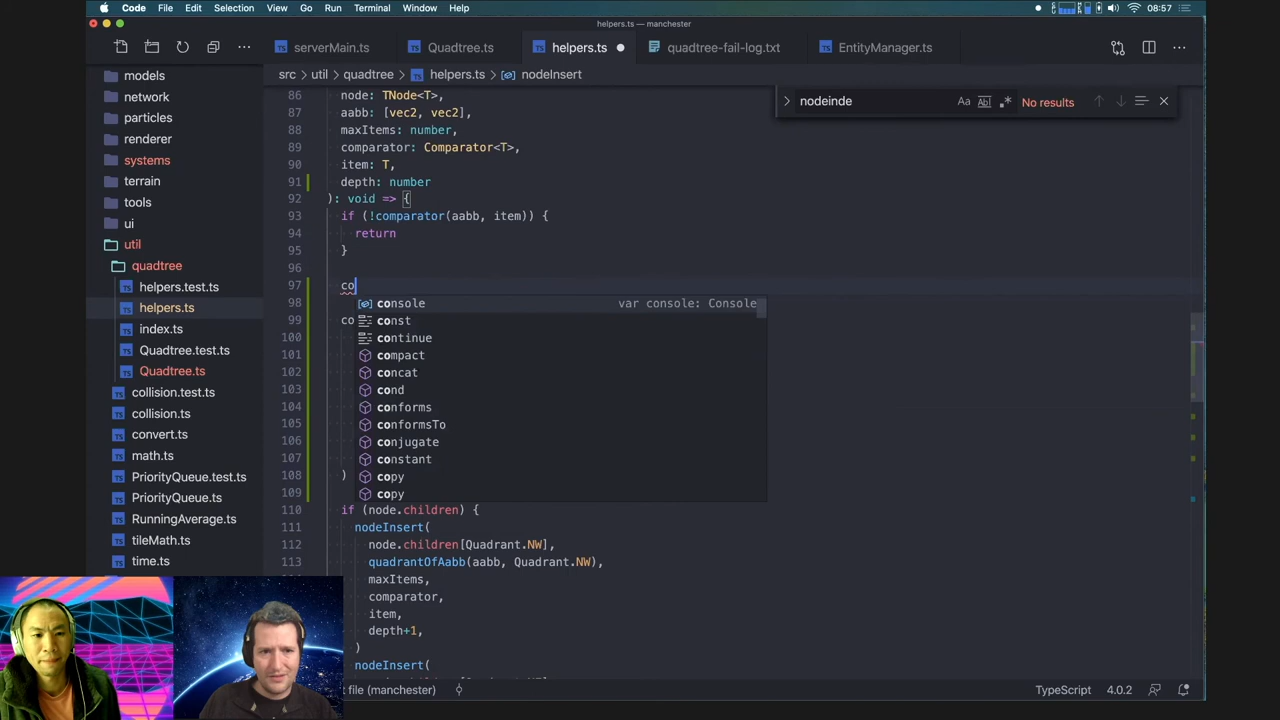 Code File Edit Selection View Go Run Terminal Window Help 08:57
helpers.ts — manchester
serverMain.ts Quadtree.ts helpers.ts quadtree-fail-log.txt EntityManager.ts
src > util > quadtree > helpers.ts > nodeInsert
nodeinde Aa Abl .* No results
models
network
particles
renderer
systems
terrain
tools
ui
util
quadtree
helpers.test.ts
helpers.ts
index.ts
Quadtree.test.ts
Quadtree.ts
collision.test.ts
collision.ts
convert.ts
math.ts
PriorityQueue.test.ts
PriorityQueue.ts
RunningAverage.ts
tileMath.ts
time.ts
86 node: TNode<T>,
87 aabb: [vec2, vec2],
88 maxItems: number,
89 comparator: Comparator<T>,
90 item: T,
91 depth: number
92 ): void => {
93 if (!comparator(aabb, item)) {
94 return
95 }
96
97 co
98 console var console: Console
99 co const
100 continue
101 compact
102 concat
103 cond
104 conforms
105 conformsTo
106 conjugate
107 constant
108 ) copy
109 copy
110 if (node.children) {
111 nodeInsert(
112 node.children[Quadrant.NW],
113 quadrantOfAabb(aabb, Quadrant.NW),
maxItems,
comparator,
item,
depth+1,
)
nodeInsert(
t file (manchester) TypeScript 4.0.2